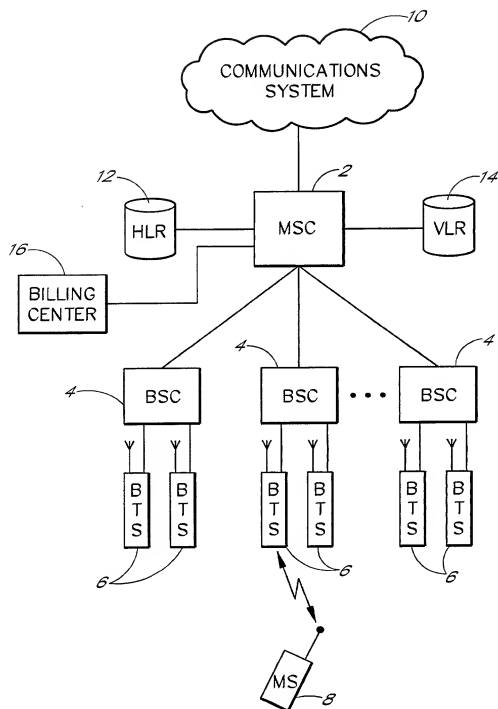 10
COMMUNICATIONS
SYSTEM
2
12
14
HLR
MSC
VLR
16
BILLING
CENTER
4
4
4
BSC
BSC
BSC
BTS
BTS
BTS
BTS
BTS
BTS
6
6
6
MS
8